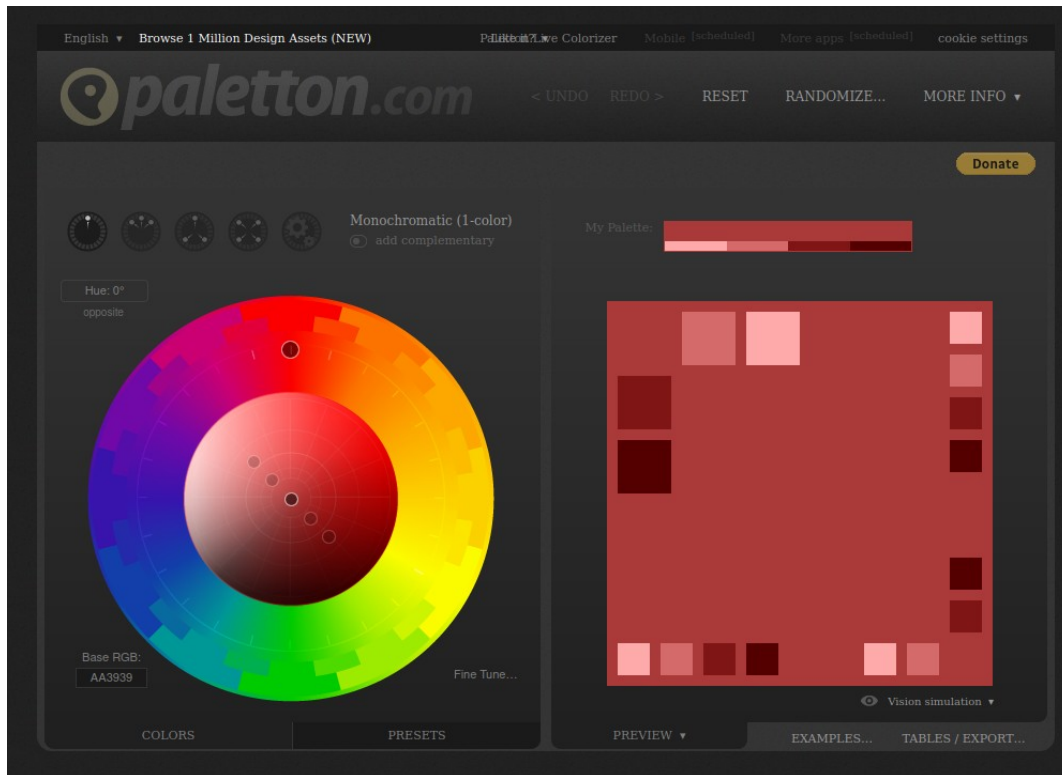 English ▾ Browse 1 Million Design Assets (NEW) Live Colorizer Mobile [scheduled] More apps [scheduled] cookie settings
paletton.com < UNDO REDO > RESET RANDOMIZE... MORE INFO ▾
Donate
Monochromatic (1-color)
add complementary
My Palette:
Hue: 0°
opposite
Base RGB:
AA3939
Fine Tune...
Vision simulation ▾
COLORS PRESETS PREVIEW ▾ EXAMPLES... TABLES / EXPORT...